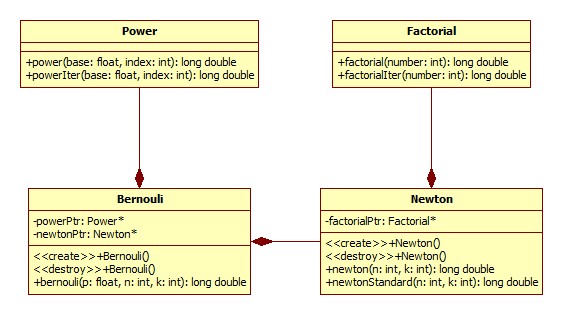 Power
+power(base: float, index: int): long double
+powerIter(base: float, index: int): long double
Factorial
+factorial(number: int): long double
+factorialIter(number: int): long double
Bernouli
-powerPtr: Power*
-newtonPtr: Newton*
<<create>>+Bernouli()
<<destroy>>+Bernouli()
+bernouli(p: float, n: int, k: int): long double
Newton
-factorialPtr: Factorial*
<<create>>+Newton()
<<destroy>>+Newton()
+newton(n: int, k: int): long double
+newtonStandard(n: int, k: int): long double